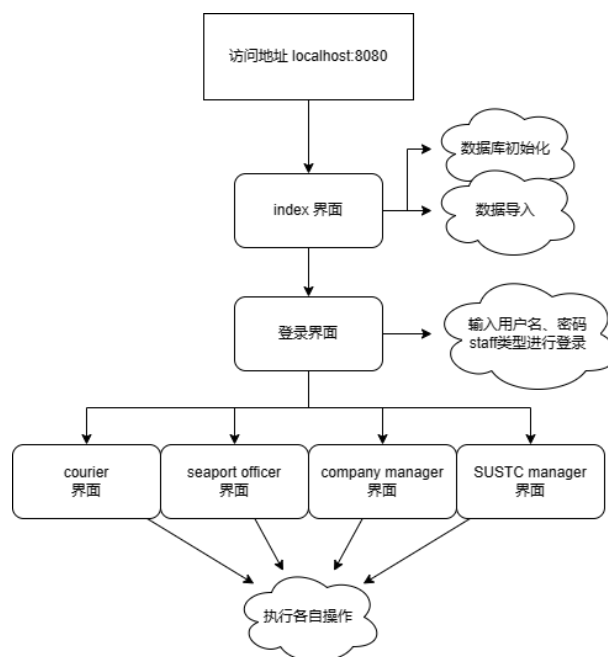 访问地址 localhost:8080
数据库初始化
index 界面
数据导入
登录界面
输入用户名、密码
staff类型进行登录
courier
界面
seaport officer
界面
company manager
界面
SUSTC manager
界面
执行各自操作